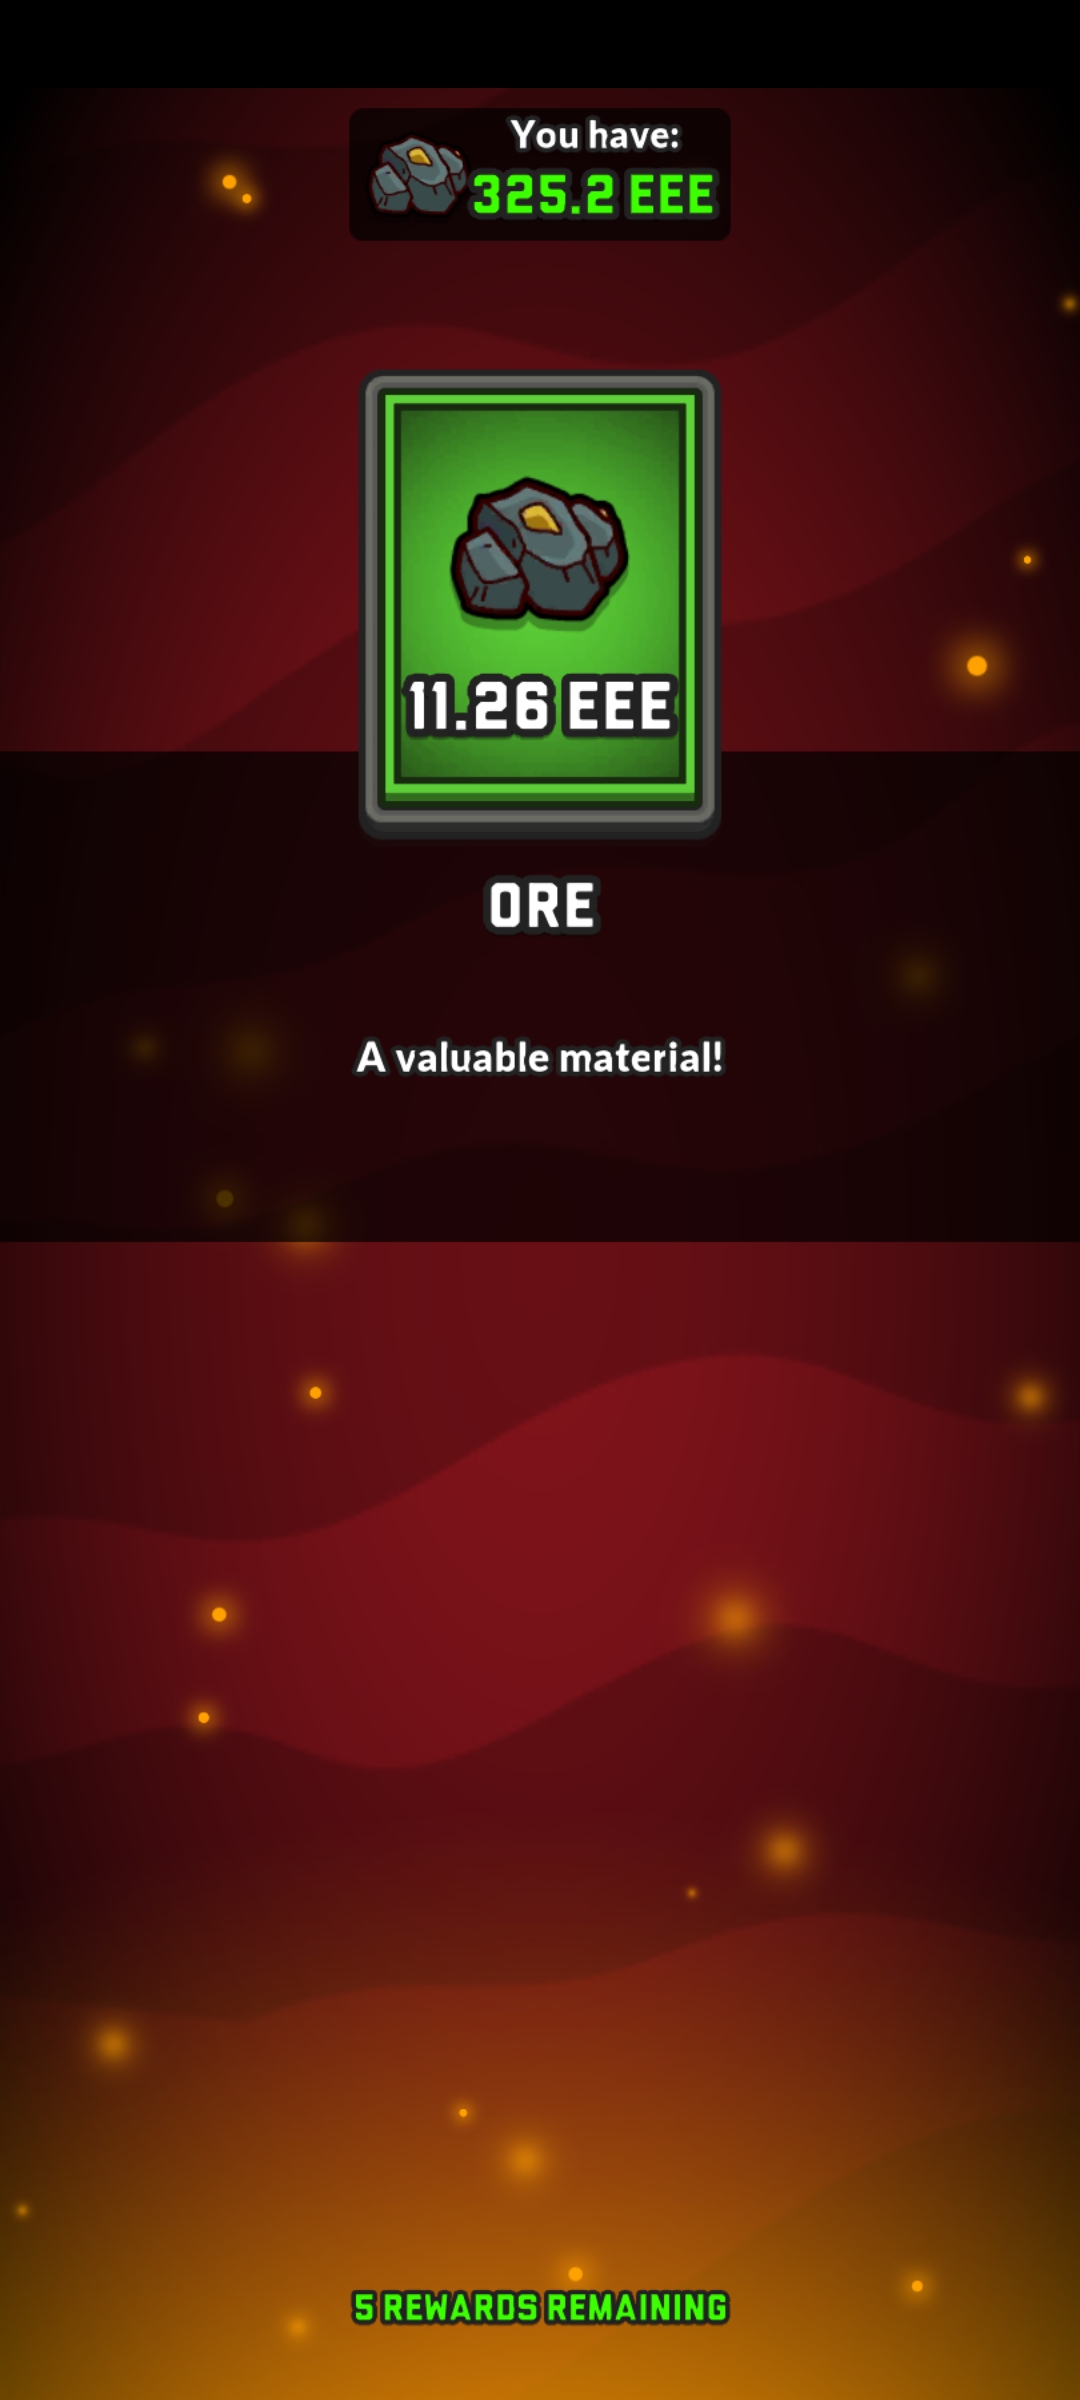 You have:
325.2 EEE
11.26 EEE
ORE
A valuable material!
5 REWARDS REMAINING